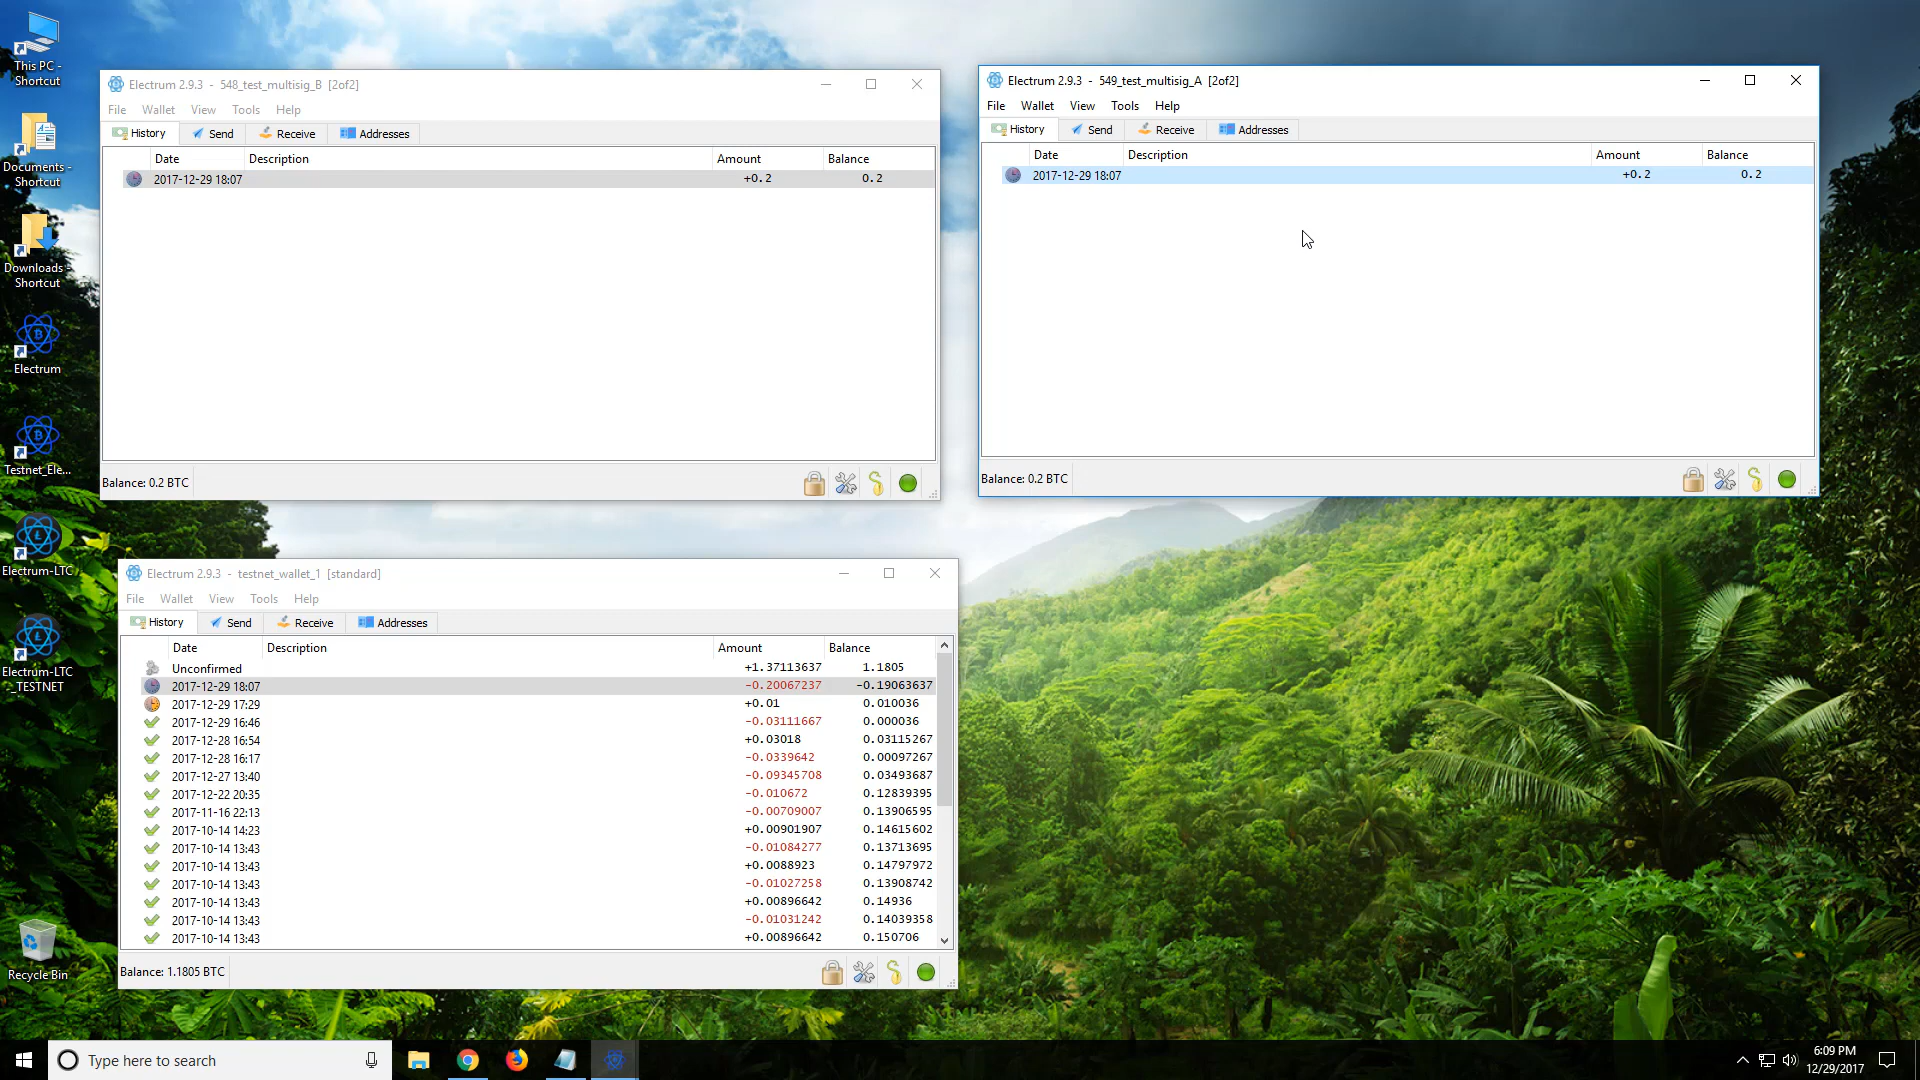 This PC -
Shortcut
Documents -
Shortcut
Downloads -
Shortcut
Electrum
Testnet_Ele...
Electrum-LTC
Electrum-LTC
_TESTNET
Recycle Bin
Electrum 2.9.3 - 548_test_multisig_B [2of2]
File Wallet View Tools Help
History Send Receive Addresses
Date Description Amount Balance
2017-12-29 18:07 +0.2 0.2
Balance: 0.2 BTC
Electrum 2.9.3 - 549_test_multisig_A [2of2]
File Wallet View Tools Help
History Send Receive Addresses
Date Description Amount Balance
2017-12-29 18:07 +0.2 0.2
Balance: 0.2 BTC
Electrum 2.9.3 - testnet_wallet_1 [standard]
File Wallet View Tools Help
History Send Receive Addresses
Date Description Amount Balance
Unconfirmed +1.37113637 1.1805
2017-12-29 18:07 -0.20067237 -0.19063637
2017-12-29 17:29 +0.01 0.010036
2017-12-29 16:46 -0.03111667 0.000036
2017-12-28 16:54 +0.03018 0.03115267
2017-12-28 16:17 -0.0339642 0.00097267
2017-12-27 13:40 -0.09345708 0.03493687
2017-12-22 20:35 -0.010672 0.12839395
2017-11-16 22:13 -0.00709007 0.13906595
2017-10-14 14:23 +0.00901907 0.14615602
2017-10-14 13:43 -0.01084277 0.13713695
2017-10-14 13:43 +0.0088923 0.14797972
2017-10-14 13:43 -0.01027258 0.13908742
2017-10-14 13:43 +0.00896642 0.14936
2017-10-14 13:43 -0.01031242 0.14039358
2017-10-14 13:43 +0.00896642 0.150706
Balance: 1.1805 BTC
Type here to search
6:09 PM
12/29/2017